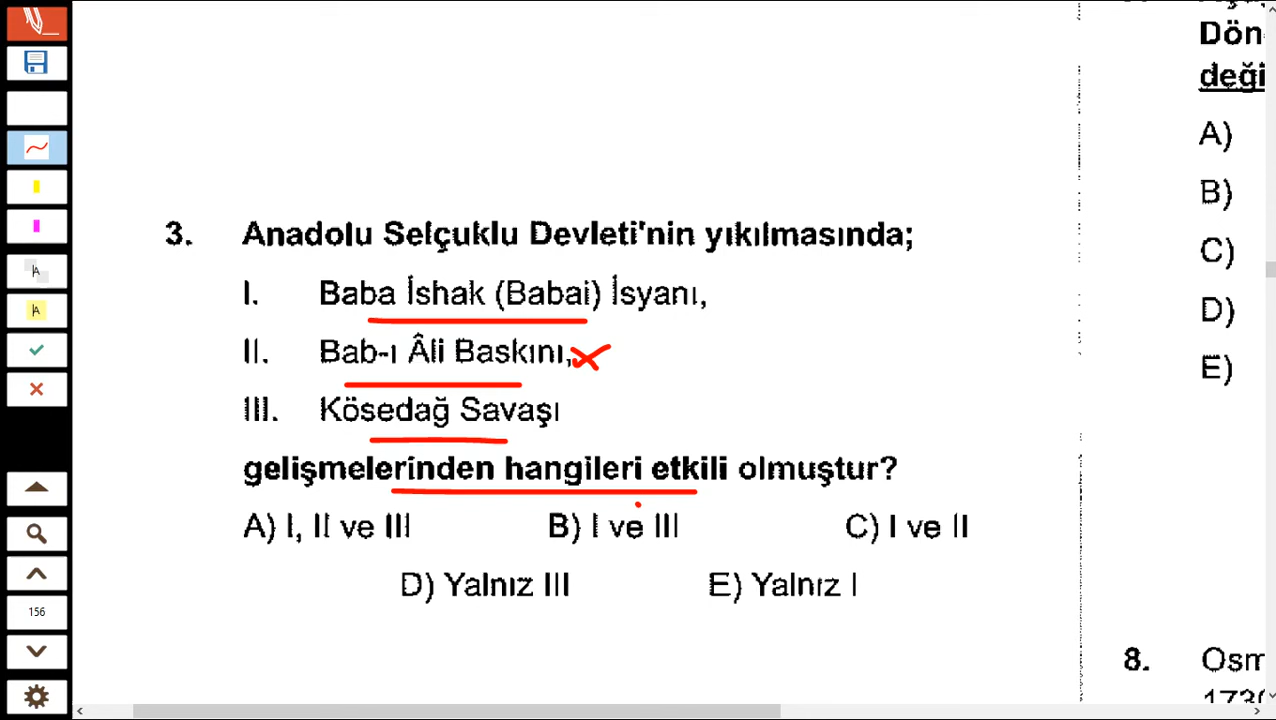 Dön
deği
A)
B)
C)
D)
E)
3. Anadolu Selçuklu Devleti'nin yıkılmasında;
I. Baba İshak (Babai) İsyanı,
II. Bab-ı Âli Baskını,
III. Kösedağ Savaşı
gelişmelerinden hangileri etkili olmuştur?
A) I, II ve III B) I ve III C) I ve II
D) Yalnız III E) Yalnız I
156
8. Osm